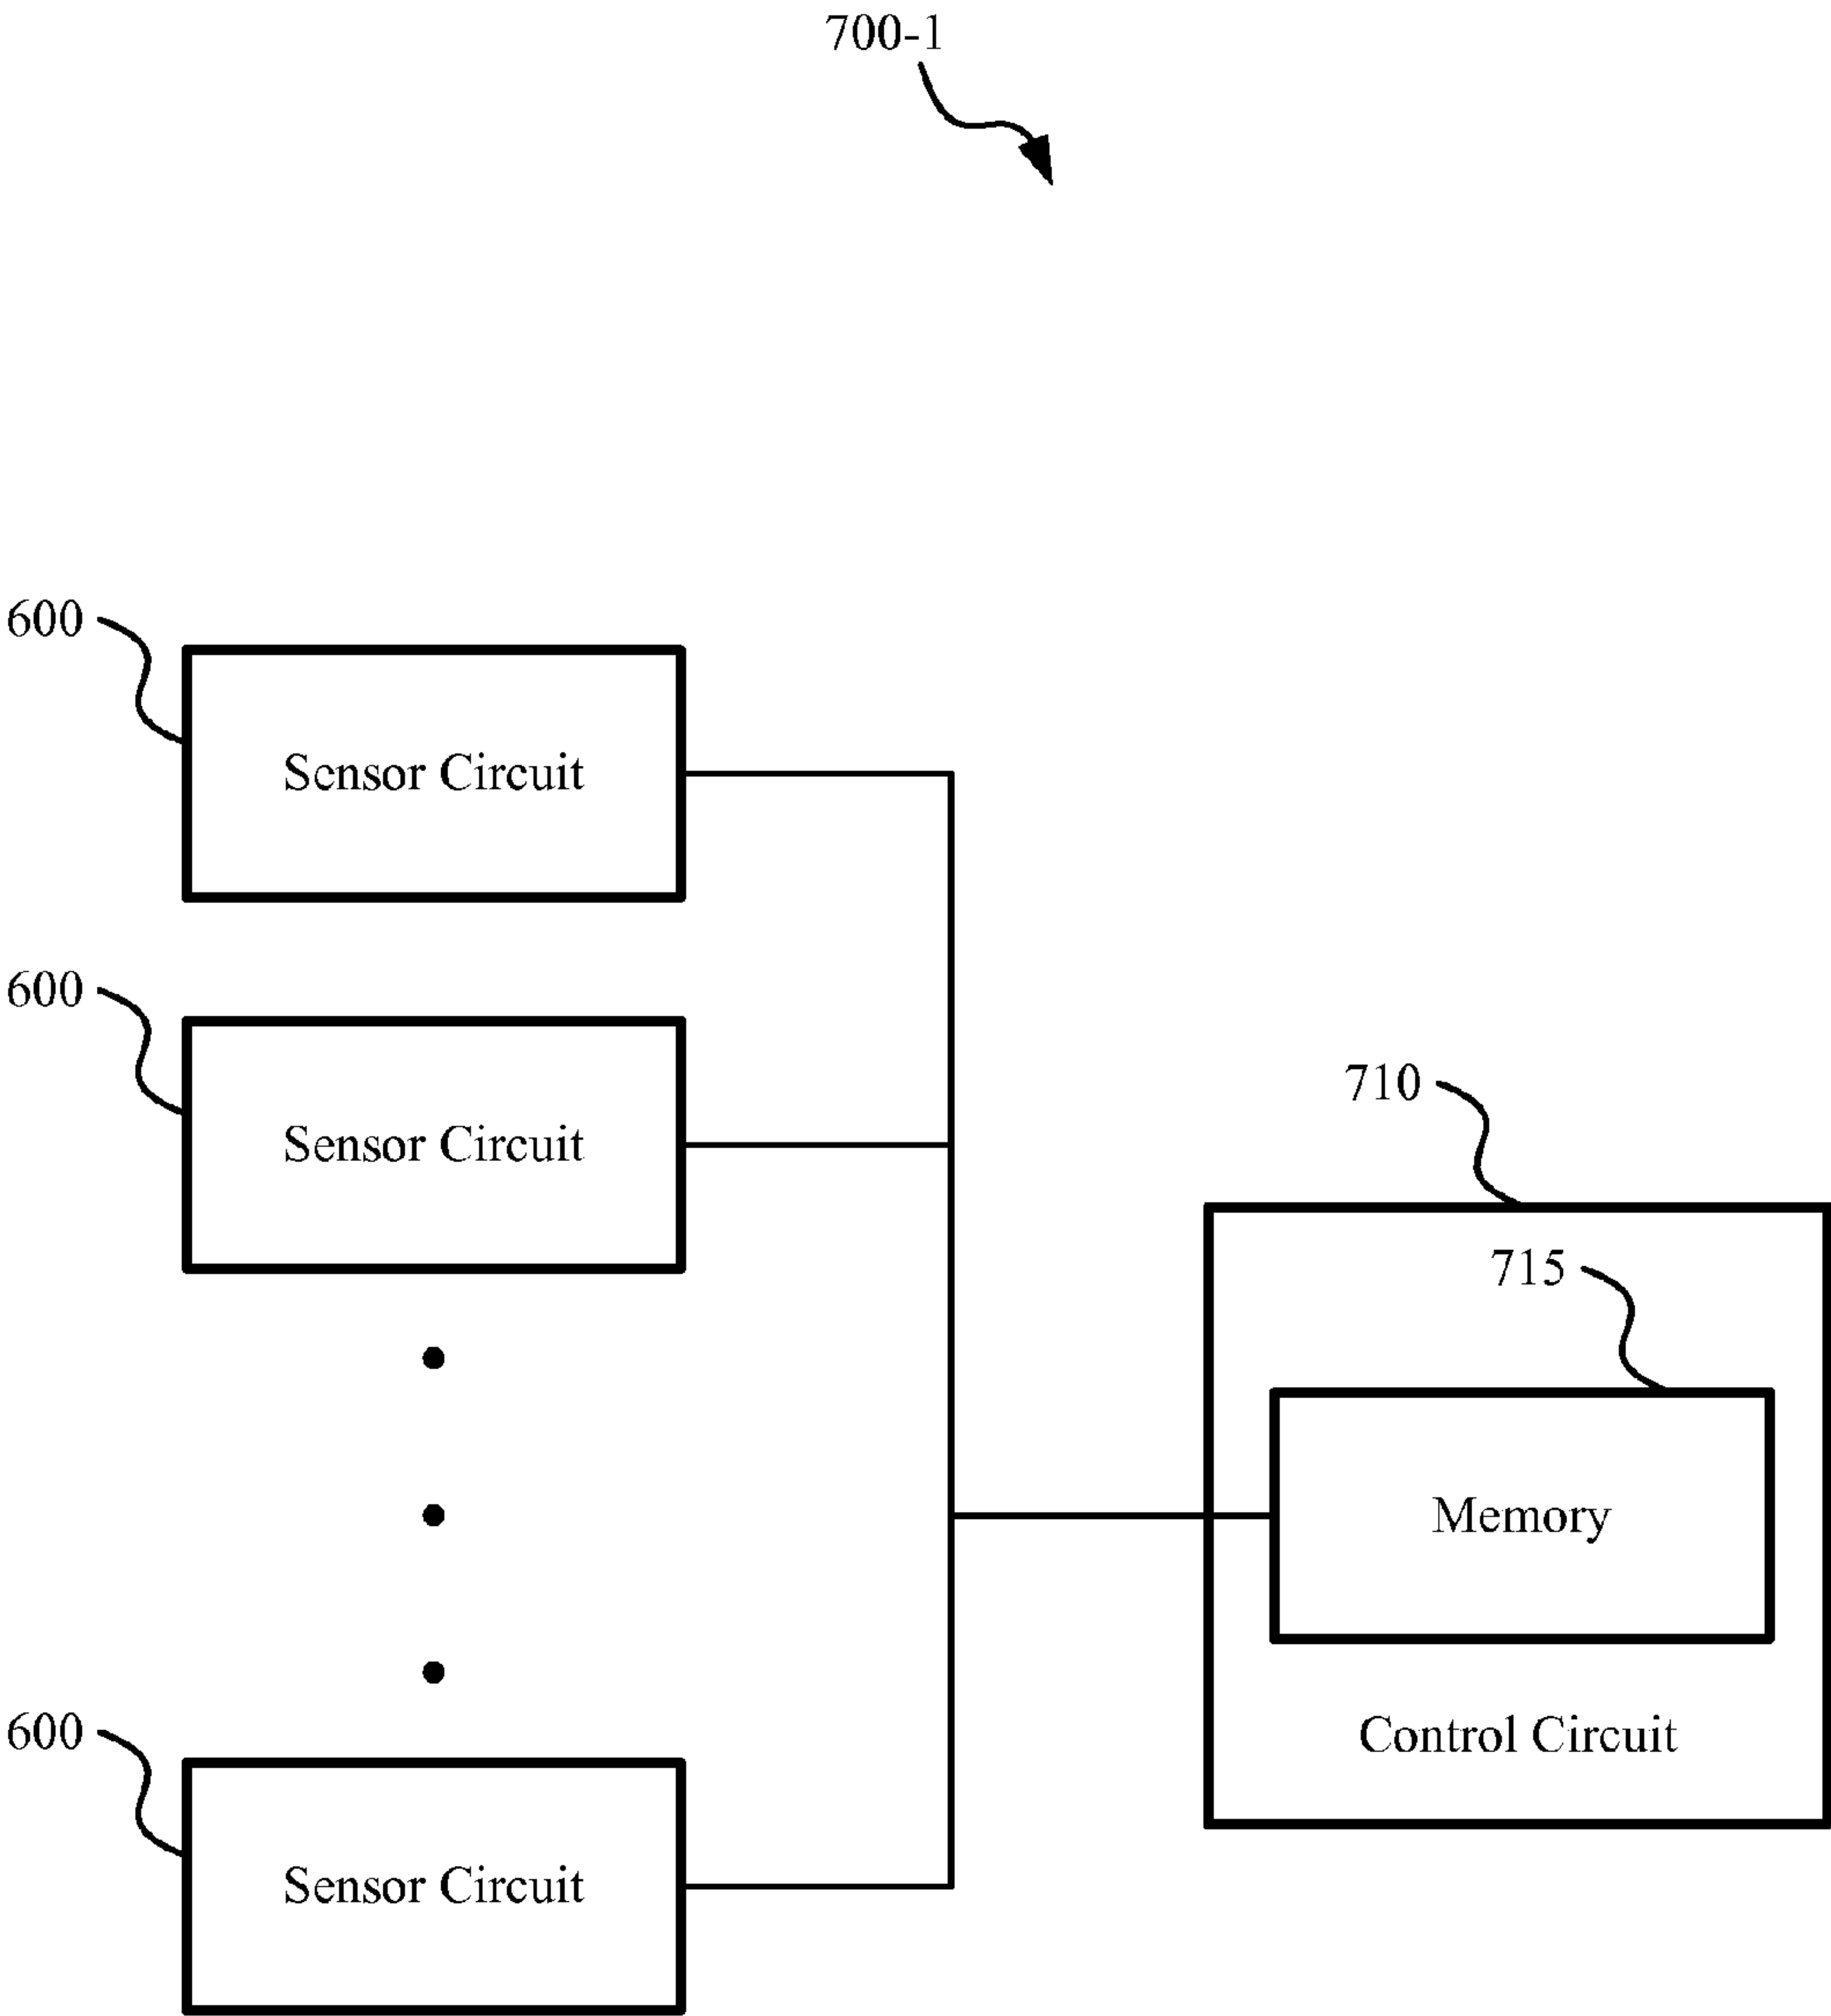 700-1
600
Sensor Circuit
600
Sensor Circuit
710
715
Memory
Control Circuit
600
Sensor Circuit